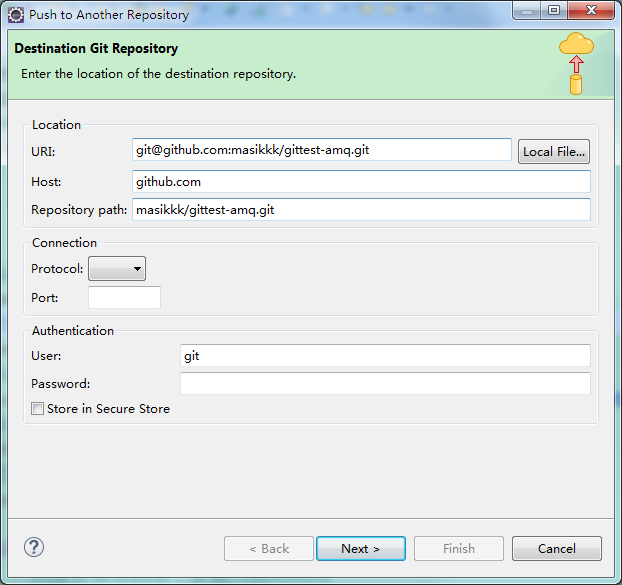 Push to Another Repository
Destination Git Repository
Enter the location of the destination repository.
Location
URI: git@github.com:masikkk/gittest-amq.git Local File...
Host: github.com
Repository path: masikkk/gittest-amq.git
Connection
Protocol:
Port:
Authentication
User: git
Password:
Store in Secure Store
? < Back Next > Finish Cancel